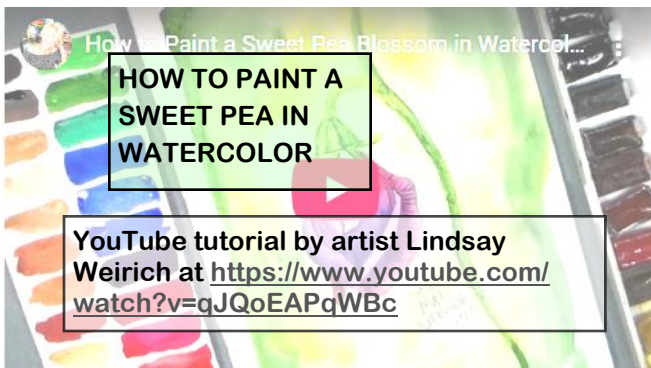 How to Paint a Sweet Pea Blossom in Watercol...
HOW TO PAINT A
SWEET PEA IN
WATERCOLOR
YouTube tutorial by artist Lindsay
Weirich at https://www.youtube.com/
watch?v=qJQoEAPqWBc